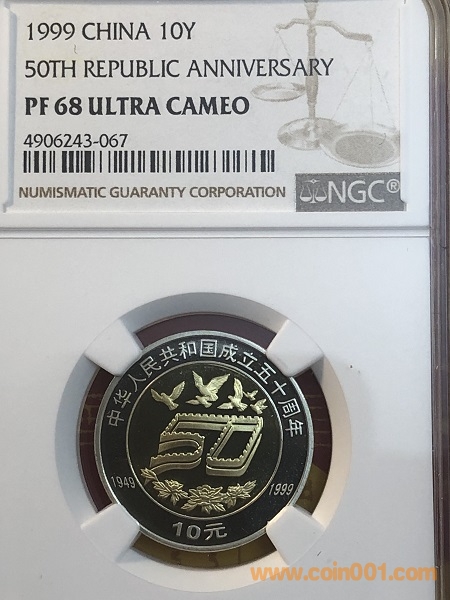 1999 CHINA 10Y
50TH REPUBLIC ANNIVERSARY
PF 68 ULTRA CAMEO
4906243-067
NUMISMATIC GUARANTY CORPORATION
NGC®
中华人民共和国成立五十周年
50
1949
1999
10元
www.coin001.com